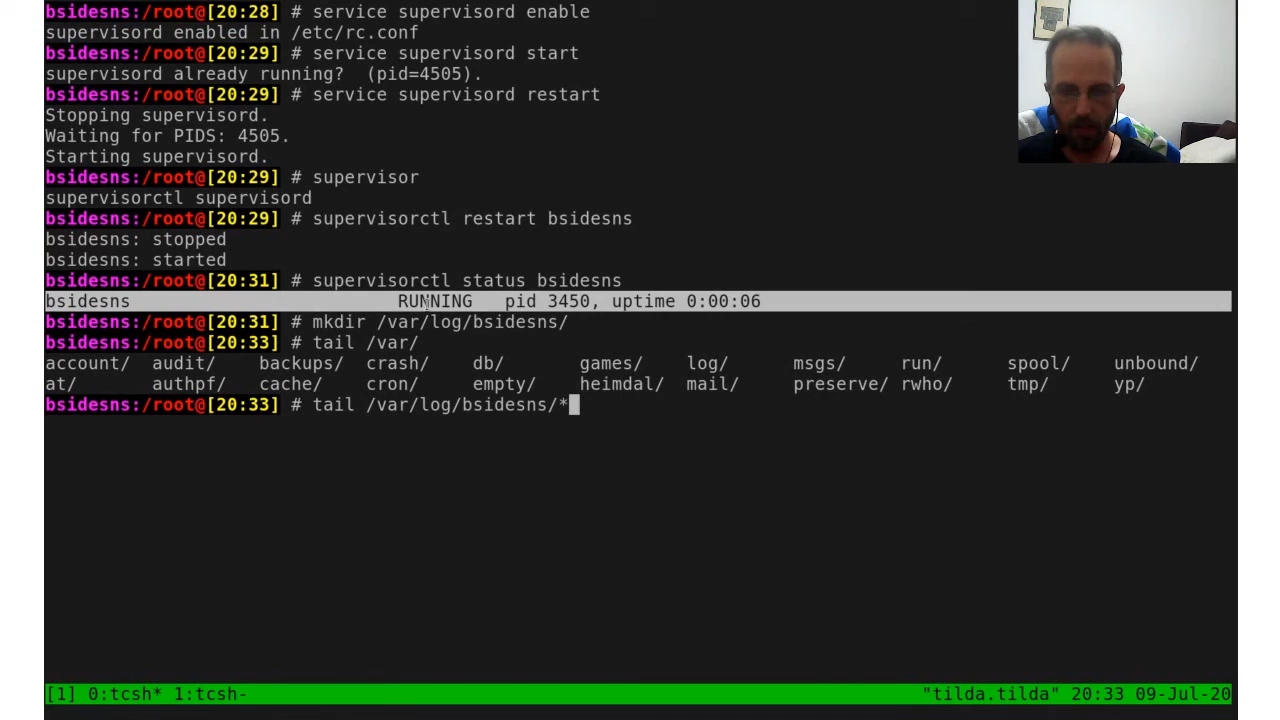 bsidesns:/root@[20:28] # service supervisord enable
supervisord enabled in /etc/rc.conf
bsidesns:/root@[20:29] # service supervisord start
supervisord already running?  (pid=4505).
bsidesns:/root@[20:29] # service supervisord restart
Stopping supervisord.
Waiting for PIDS: 4505.
Starting supervisord.
bsidesns:/root@[20:29] # supervisor
supervisorctl supervisord
bsidesns:/root@[20:29] # supervisorctl restart bsidesns
bsidesns: stopped
bsidesns: started
bsidesns:/root@[20:31] # supervisorctl status bsidesns
bsidesns                         RUNNING   pid 3450, uptime 0:00:06
bsidesns:/root@[20:31] # mkdir /var/log/bsidesns/
bsidesns:/root@[20:33] # tail /var/
account/  audit/    backups/  crash/    db/       games/    log/      msgs/     run/      spool/    unbound/
at/       authpf/   cache/    cron/     empty/    heimdal/  mail/     preserve/ rwho/     tmp/      yp/
bsidesns:/root@[20:33] # tail /var/log/bsidesns/*
[1] 0:tcsh* 1:tcsh-    "tilda.tilda" 20:33 09-Jul-20